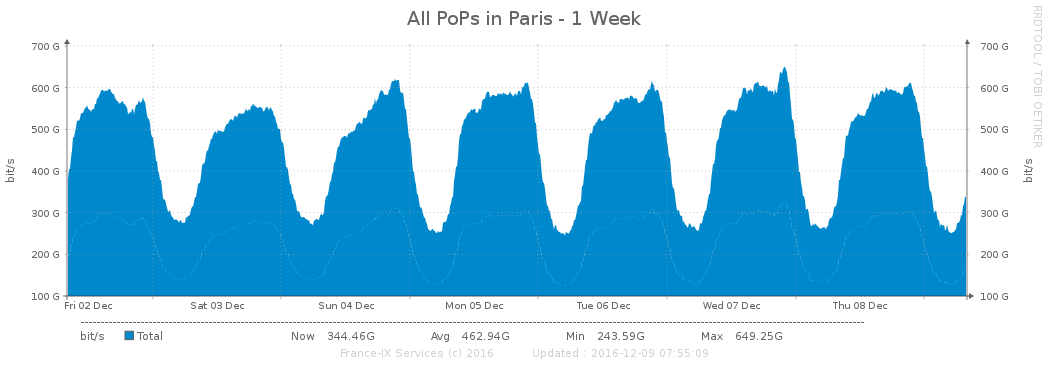 All PoPs in Paris - 1 Week
RRDTOOL / TOBI OETIKER
700 G 700 G
600 G 600 G
500 G 500 G
400 G 400 G
300 G 300 G
200 G 200 G
100 G 100 G
bit/s bit/s
Fri 02 Dec Sat 03 Dec Sun 04 Dec Mon 05 Dec Tue 06 Dec Wed 07 Dec Thu 08 Dec
bit/s Total Now 344.46G Avg 462.94G Min 243.59G Max 649.25G
France-IX Services (c) 2016 Updated : 2016-12-09 07:55:09